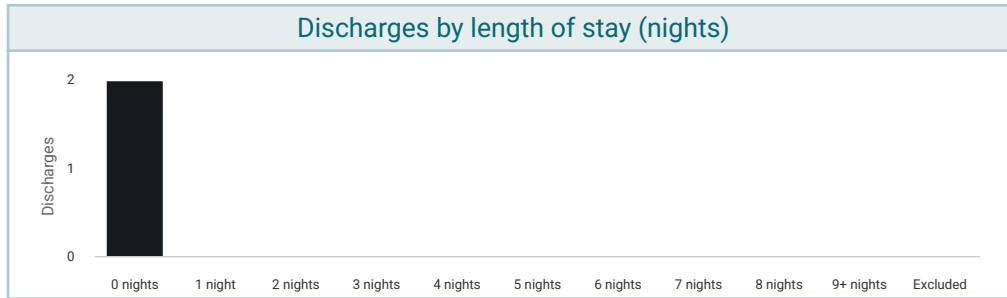 Discharges by length of stay (nights)
Discharges
2
1
0
0 nights 1 night 2 nights 3 nights 4 nights 5 nights 6 nights 7 nights 8 nights 9+ nights Excluded